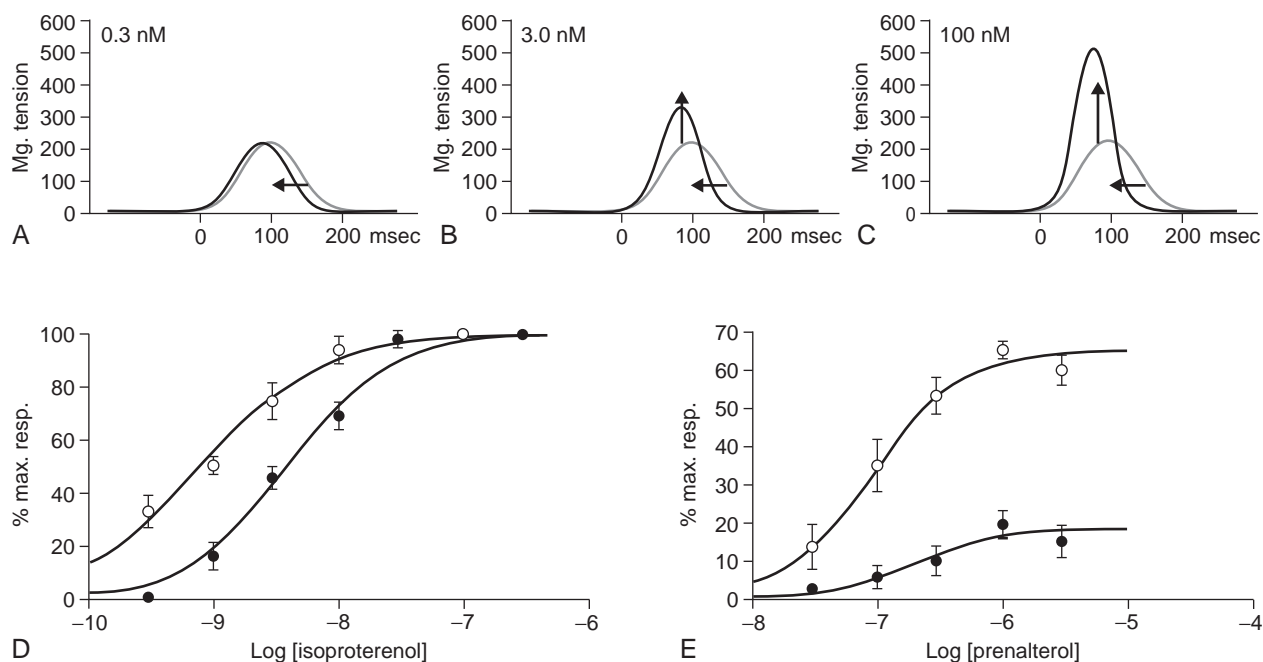 600
500
400
300
200
100
0
Mg. tension
0.3 nM
0 100 200 msec
A
600
500
400
300
200
100
0
Mg. tension
3.0 nM
0 100 200 msec
B
600
500
400
300
200
100
0
Mg. tension
100 nM
0 100 200 msec
C
100
80
60
40
20
0
% max. resp.
–10 –9 –8 –7 –6
Log [isoproterenol]
D
70
60
50
40
30
20
10
0
% max. resp.
–8 –7 –6 –5 –4
Log [prenalterol]
E